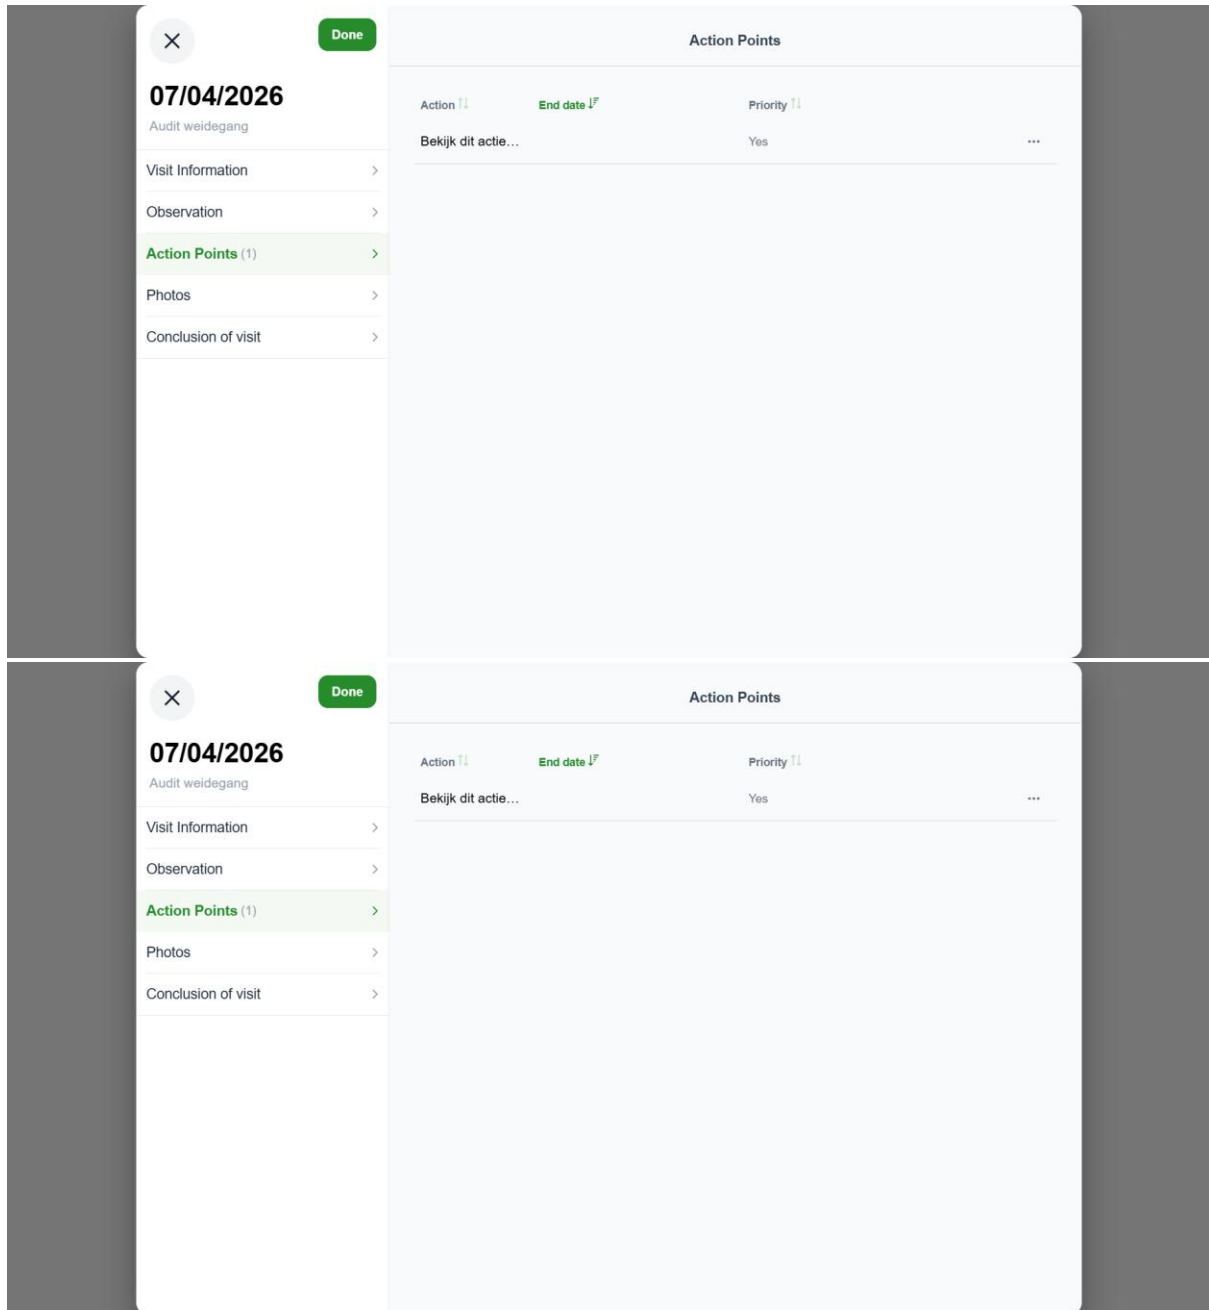 Done
Action Points
07/04/2026
Audit weidegang
Action End date Priority
Bekijk dit actie... Yes ...
Visit Information
Observation
Action Points (1)
Photos
Conclusion of visit
Done
Action Points
07/04/2026
Audit weidegang
Action End date Priority
Bekijk dit actie... Yes ...
Visit Information
Observation
Action Points (1)
Photos
Conclusion of visit